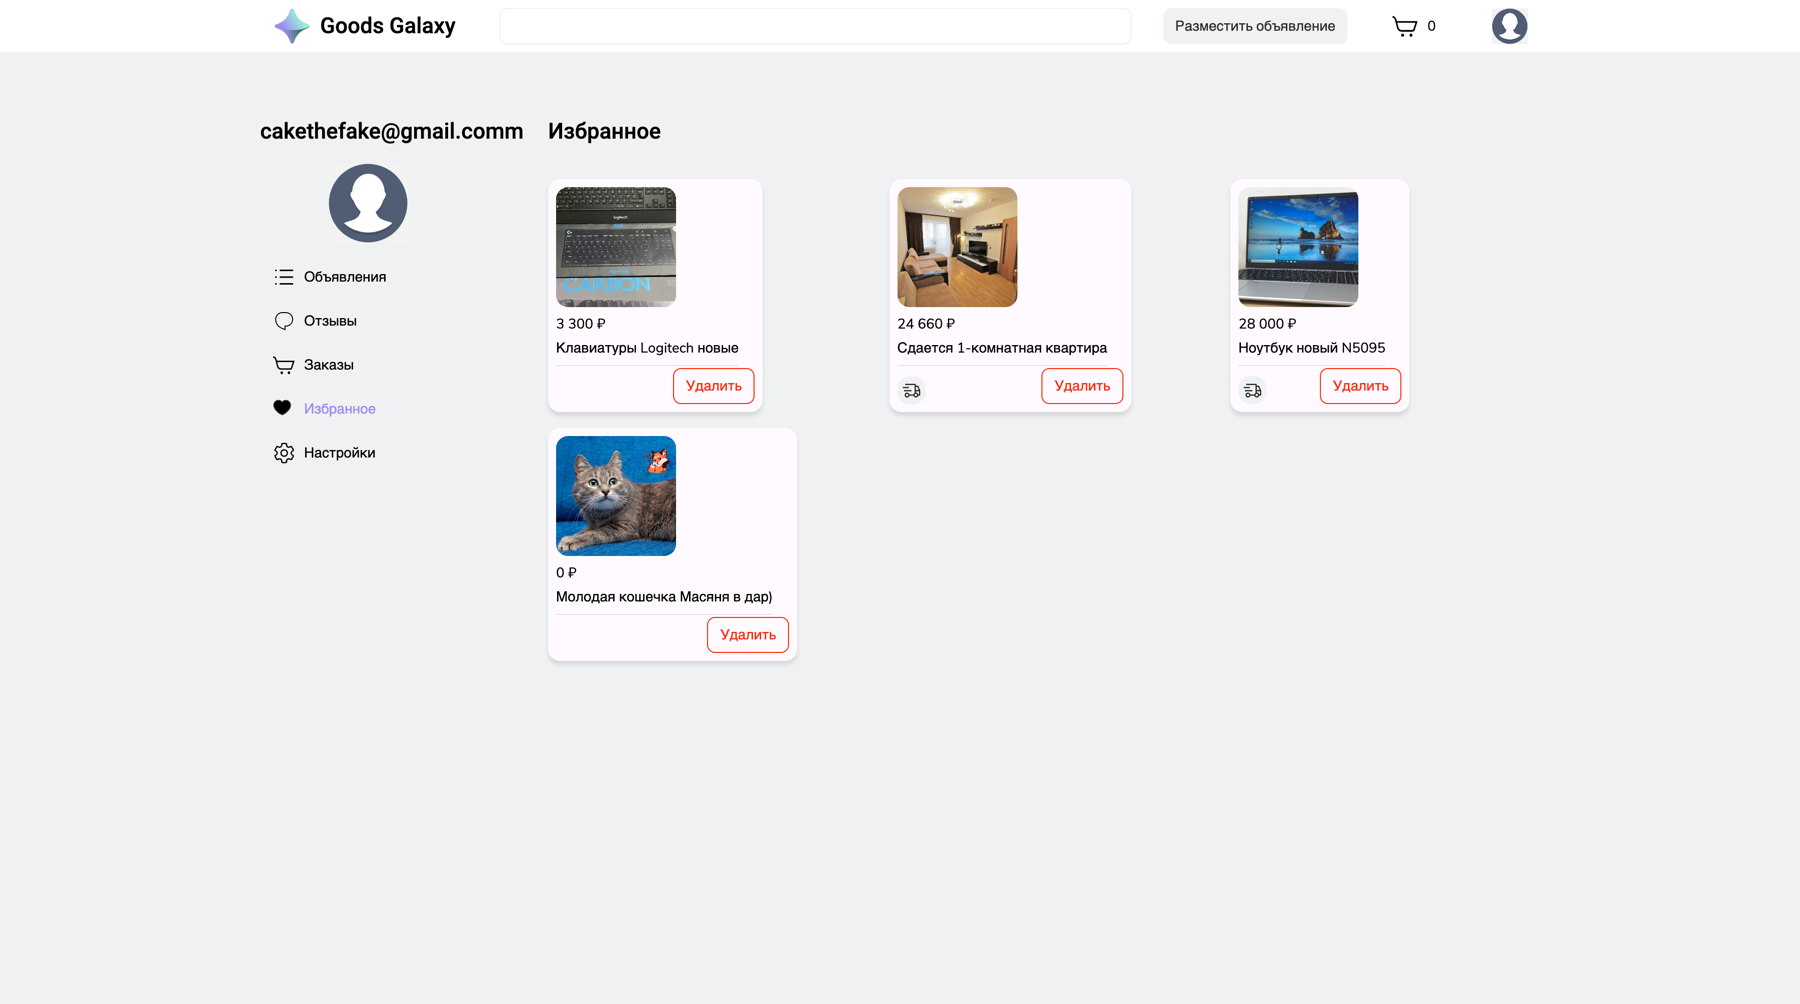 Goods Galaxy
Разместить объявление
0
cakethefake@gmail.comm
Избранное
Объявления
Отзывы
Заказы
Избранное
Настройки
logitech
CARBON
3 300 ₽
Клавиатуры Logitech новые
Удалить
24 660 ₽
Сдается 1-комнатная квартира
Удалить
28 000 ₽
Ноутбук новый N5095
Удалить
0 ₽
Молодая кошечка Масяня в дар)
Удалить